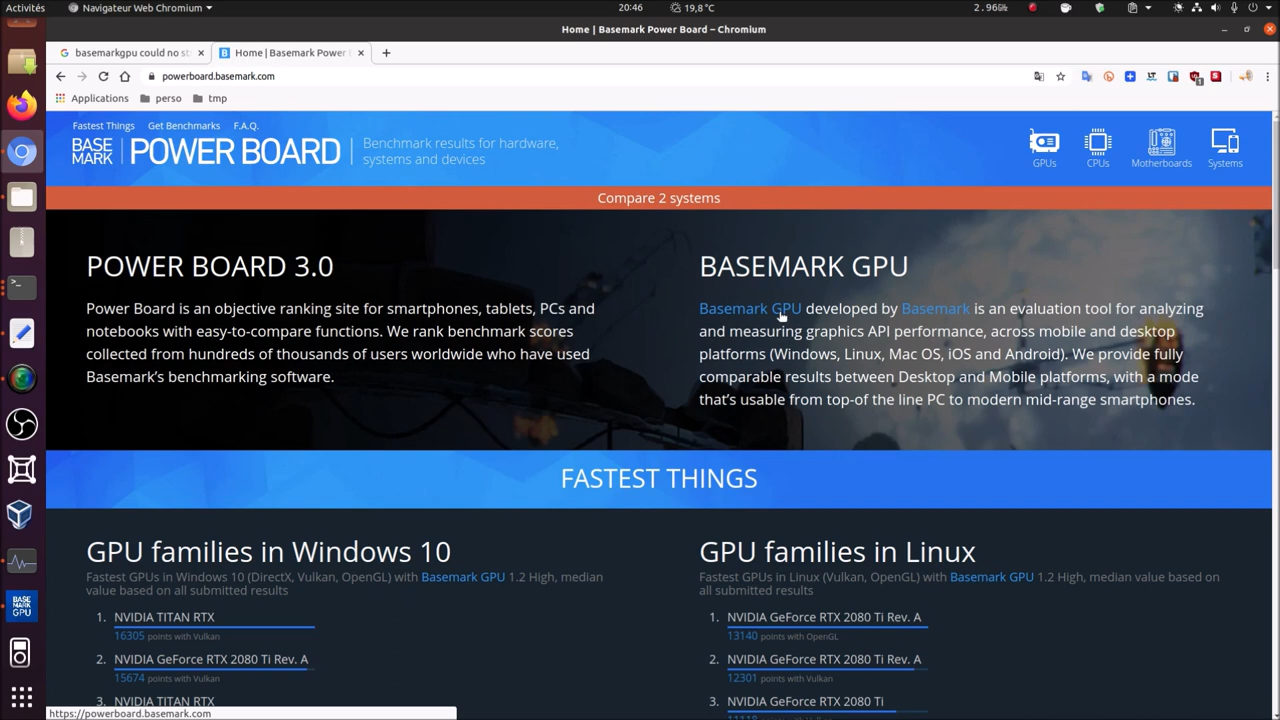 Activités
Navigateur Web Chromium
20:46
19,8°C
2.966
Home | Basemark Power Board – Chromium
basemarkgpu could no st
Home | Basemark Power B
powerboard.basemark.com
Applications
perso
tmp
Fastest Things
Get Benchmarks
F.A.Q.
BASE
MARK
POWER BOARD
Benchmark results for hardware,
systems and devices
GPUs
CPUs
Motherboards
Systems
Compare 2 systems
POWER BOARD 3.0
Power Board is an objective ranking site for smartphones, tablets, PCs and
notebooks with easy-to-compare functions. We rank benchmark scores
collected from hundreds of thousands of users worldwide who have used
Basemark’s benchmarking software.
BASEMARK GPU
Basemark GPU developed by Basemark is an evaluation tool for analyzing
and measuring graphics API performance, across mobile and desktop
platforms (Windows, Linux, Mac OS, iOS and Android). We provide fully
comparable results between Desktop and Mobile platforms, with a mode
that’s usable from top-of the line PC to modern mid-range smartphones.
FASTEST THINGS
GPU families in Windows 10
Fastest GPUs in Windows 10 (DirectX, Vulkan, OpenGL) with Basemark GPU 1.2 High, median
value based on all submitted results
1. NVIDIA TITAN RTX
16305 points with Vulkan
2. NVIDIA GeForce RTX 2080 Ti Rev. A
15674 points with Vulkan
3. NVIDIA TITAN RTX
GPU families in Linux
Fastest GPUs in Linux (Vulkan, OpenGL) with Basemark GPU 1.2 High, median
value based on all submitted results
1. NVIDIA GeForce RTX 2080 Ti Rev. A
13140 points with OpenGL
2. NVIDIA GeForce RTX 2080 Ti Rev. A
12301 points with Vulkan
3. NVIDIA GeForce RTX 2080 Ti
BASE
MARK
GPU
https://powerboard.basemark.com